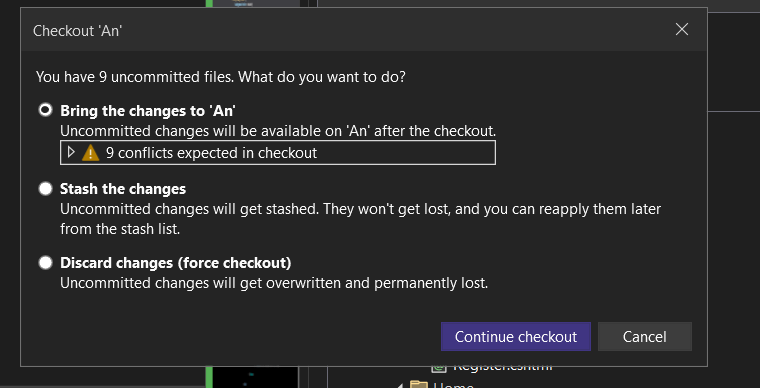 Checkout 'An'
You have 9 uncommitted files. What do you want to do?
Bring the changes to 'An'
Uncommitted changes will be available on 'An' after the checkout.
9 conflicts expected in checkout
Stash the changes
Uncommitted changes will get stashed. They won't get lost, and you can reapply them later
from the stash list.
Discard changes (force checkout)
Uncommitted changes will get overwritten and permanently lost.
Continue checkout
Cancel
Register.cshtml
Home